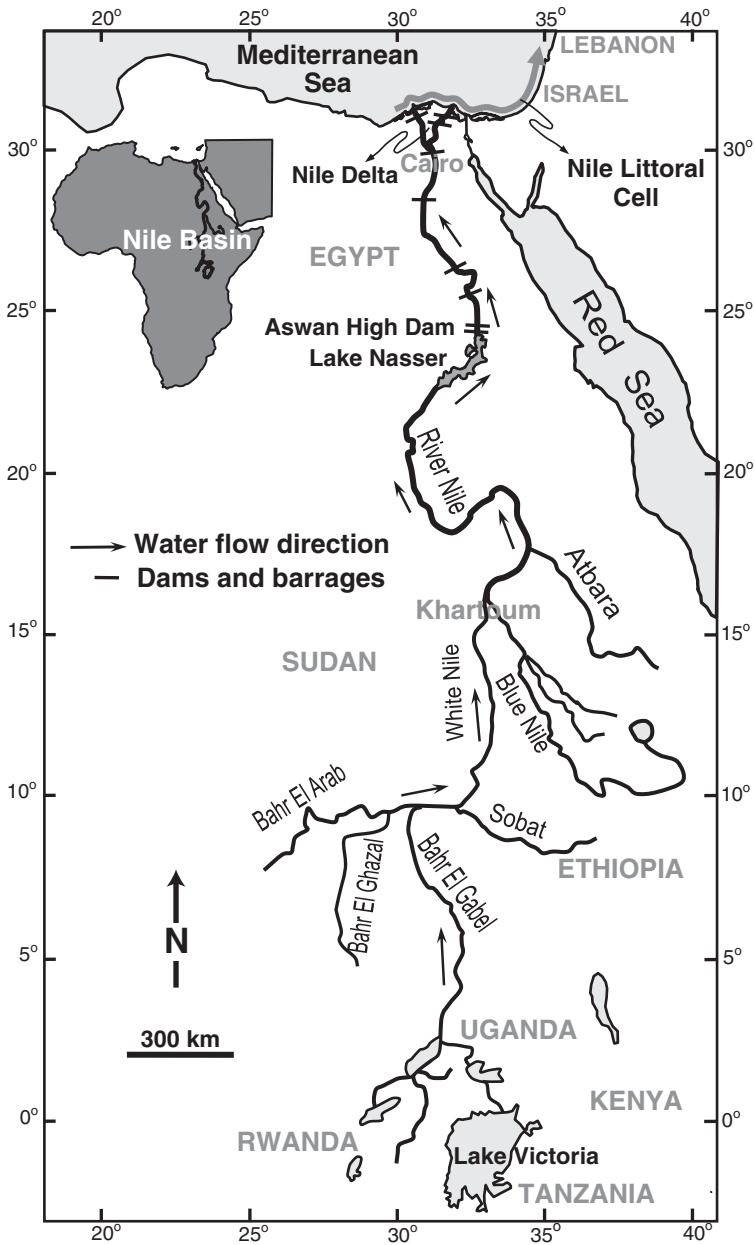 20° 25° 30° 35° 40°
Mediterranean
Sea
LEBANON
ISRAEL
30° 30°
Nile Delta
Cairo
Nile Littoral
Cell
Nile Basin
EGYPT
25° 25°
Aswan High Dam
Lake Nasser
Red Sea
River Nile
20° 20°
Water flow direction
Dams and barrages
Atbara
Khartoum
15° 15°
SUDAN
White Nile
Blue Nile
10° 10°
Bahr El Arab
Sobat
Bahr El Ghazal
Bahr El Gabel
ETHIOPIA
N
5° 5°
300 km
UGANDA
KENYA
0° 0°
RWANDA
Lake Victoria
TANZANIA
20° 25° 30° 35° 40°